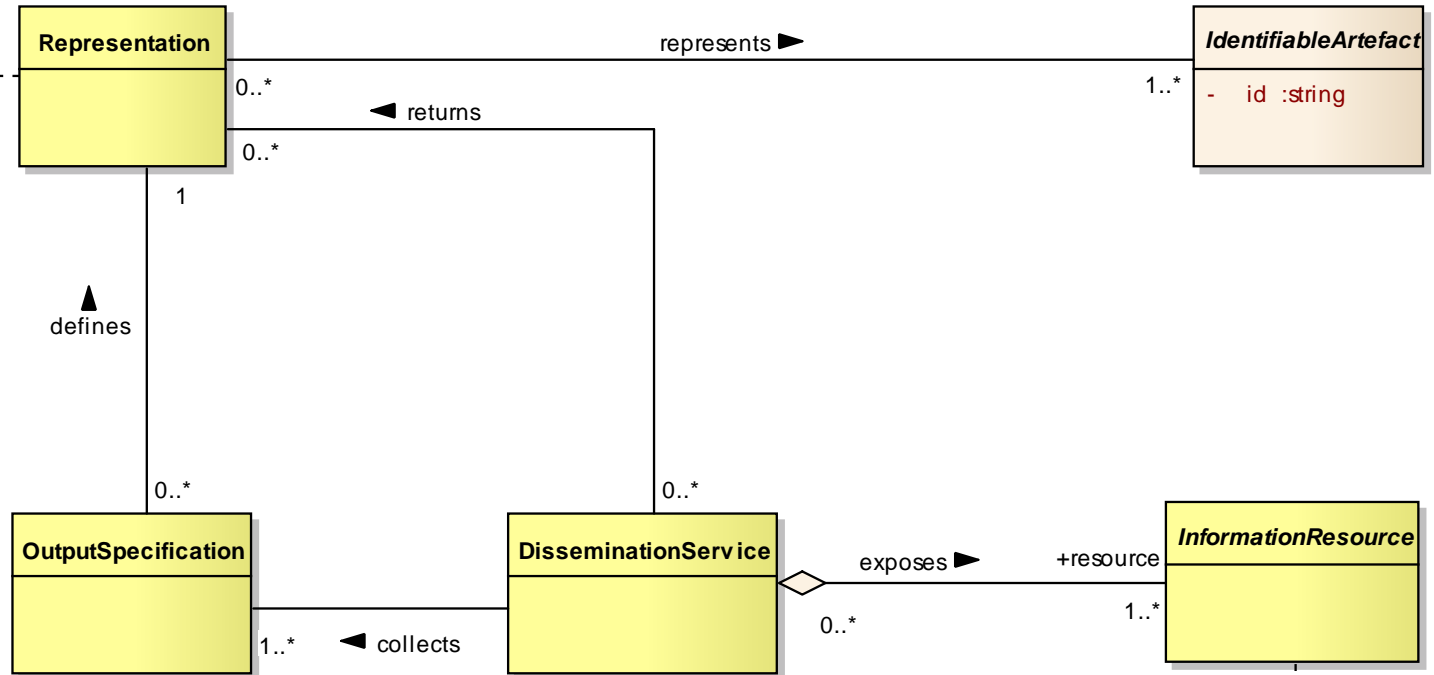 Representation
represents
IdentifiableArtefact
0..*
1..*
- id :string
returns
0..*
1
defines
0..*
0..*
OutputSpecification
DisseminationService
InformationResource
exposes
+resource
0..*
1..*
1..*
collects